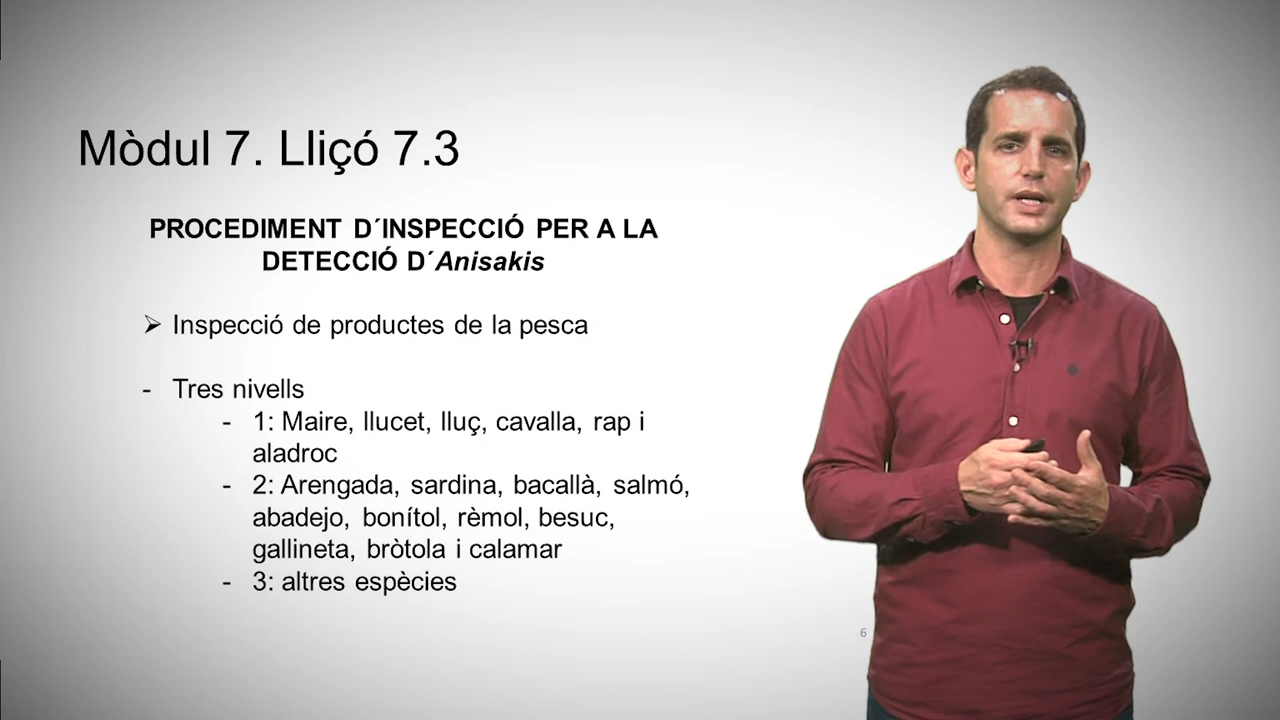 Mòdul 7. Lliçó 7.3
PROCEDIMENT D´INSPECCIÓ PER A LA
DETECCIÓ D´Anisakis
➢ Inspecció de productes de la pesca
- Tres nivells
- 1: Maire, llucet, lluç, cavalla, rap i
aladroc
- 2: Arengada, sardina, bacallà, salmó,
abadejo, bonítol, rèmol, besuc,
gallineta, bròtola i calamar
- 3: altres espècies
6